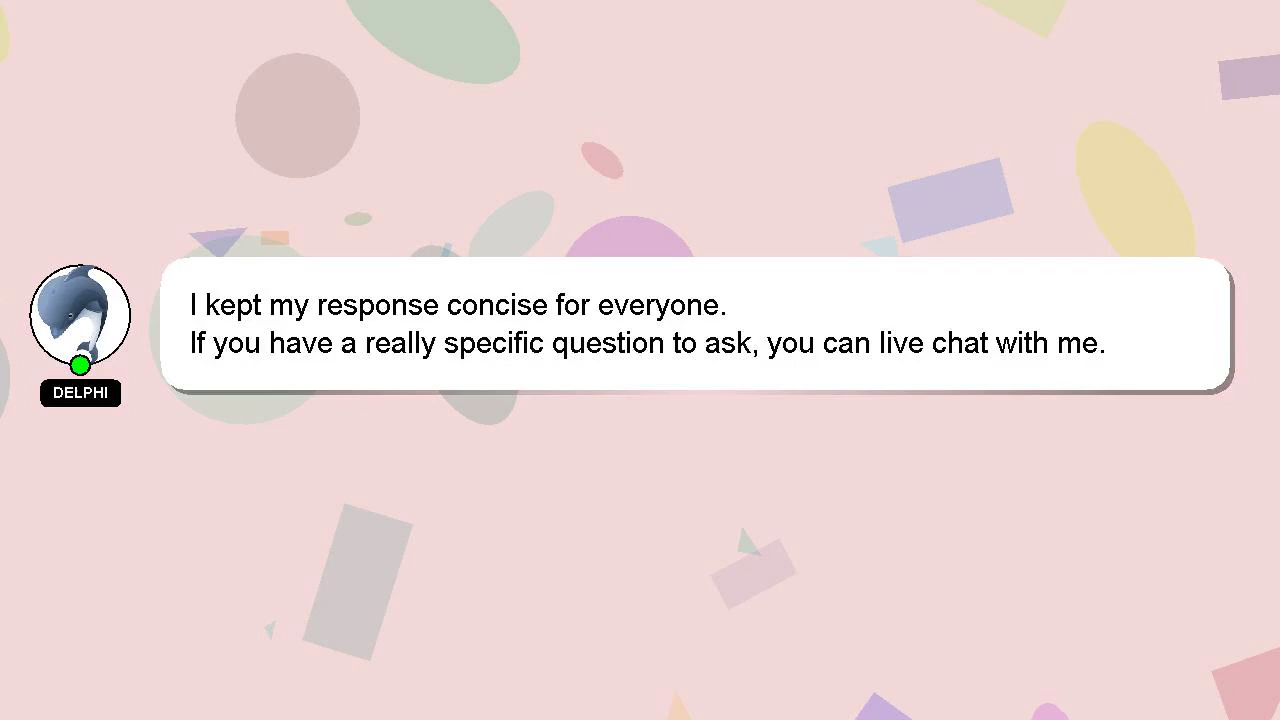 I kept my response concise for everyone.
If you have a really specific question to ask, you can live chat with me.
DELPHI